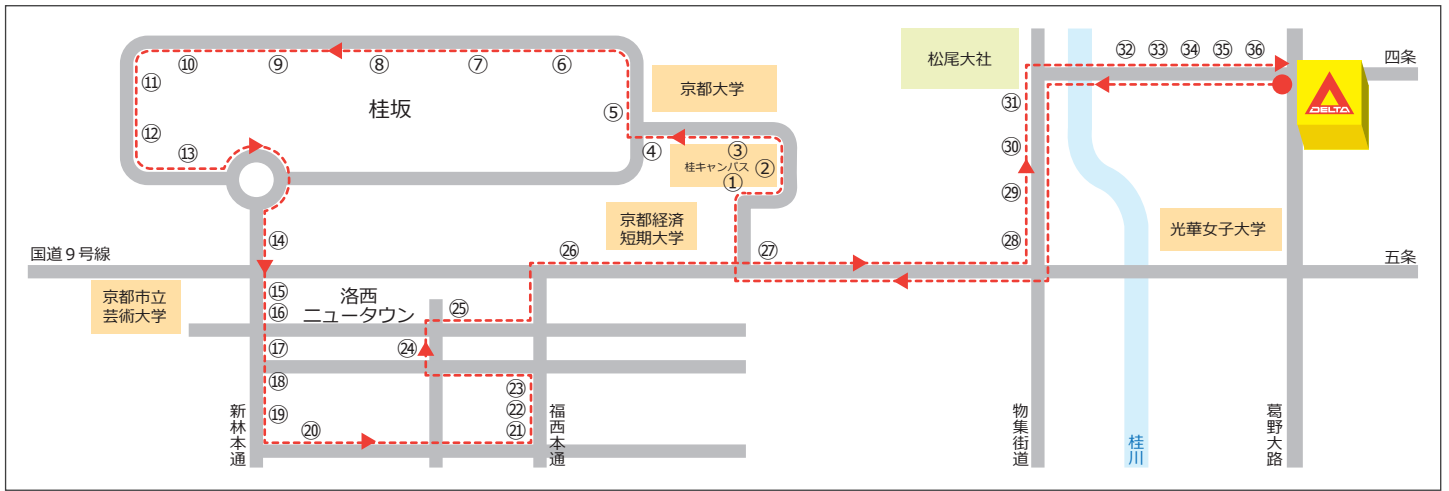 ⑩
⑨
⑧
⑦
⑥
⑪
桂坂
⑤
京都大学
⑫
⑬
④
③
桂キャンパス
②
①
松尾大社
㉜
㉝
㉞
㉟
㊱
四条
DELTA
㉛
㉚
㉙
㉘
光華女子大学
京都経済
短期大学
⑭
㉖
㉗
国道９号線
五条
京都市立
芸術大学
⑮
⑯
洛西
ニュータウン
㉕
⑰
㉔
⑱
⑲
⑳
㉓
㉒
㉑
新林本通
福西本通
物集街道
桂川
葛野大路